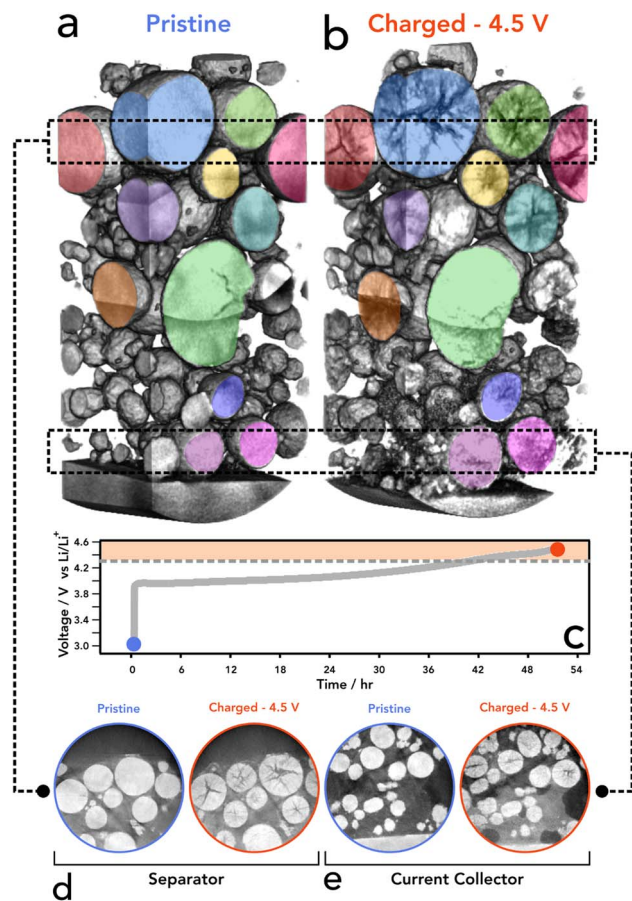 a
Pristine
b
Charged - 4.5 V
Voltage / V vs Li/Li⁺
4.6
4.2
3.8
3.4
3.0
c
0
6
12
18
24
30
36
42
48
54
Time / hr
Pristine
Charged - 4.5 V
Pristine
Charged - 4.5 V
d
Separator
e
Current Collector